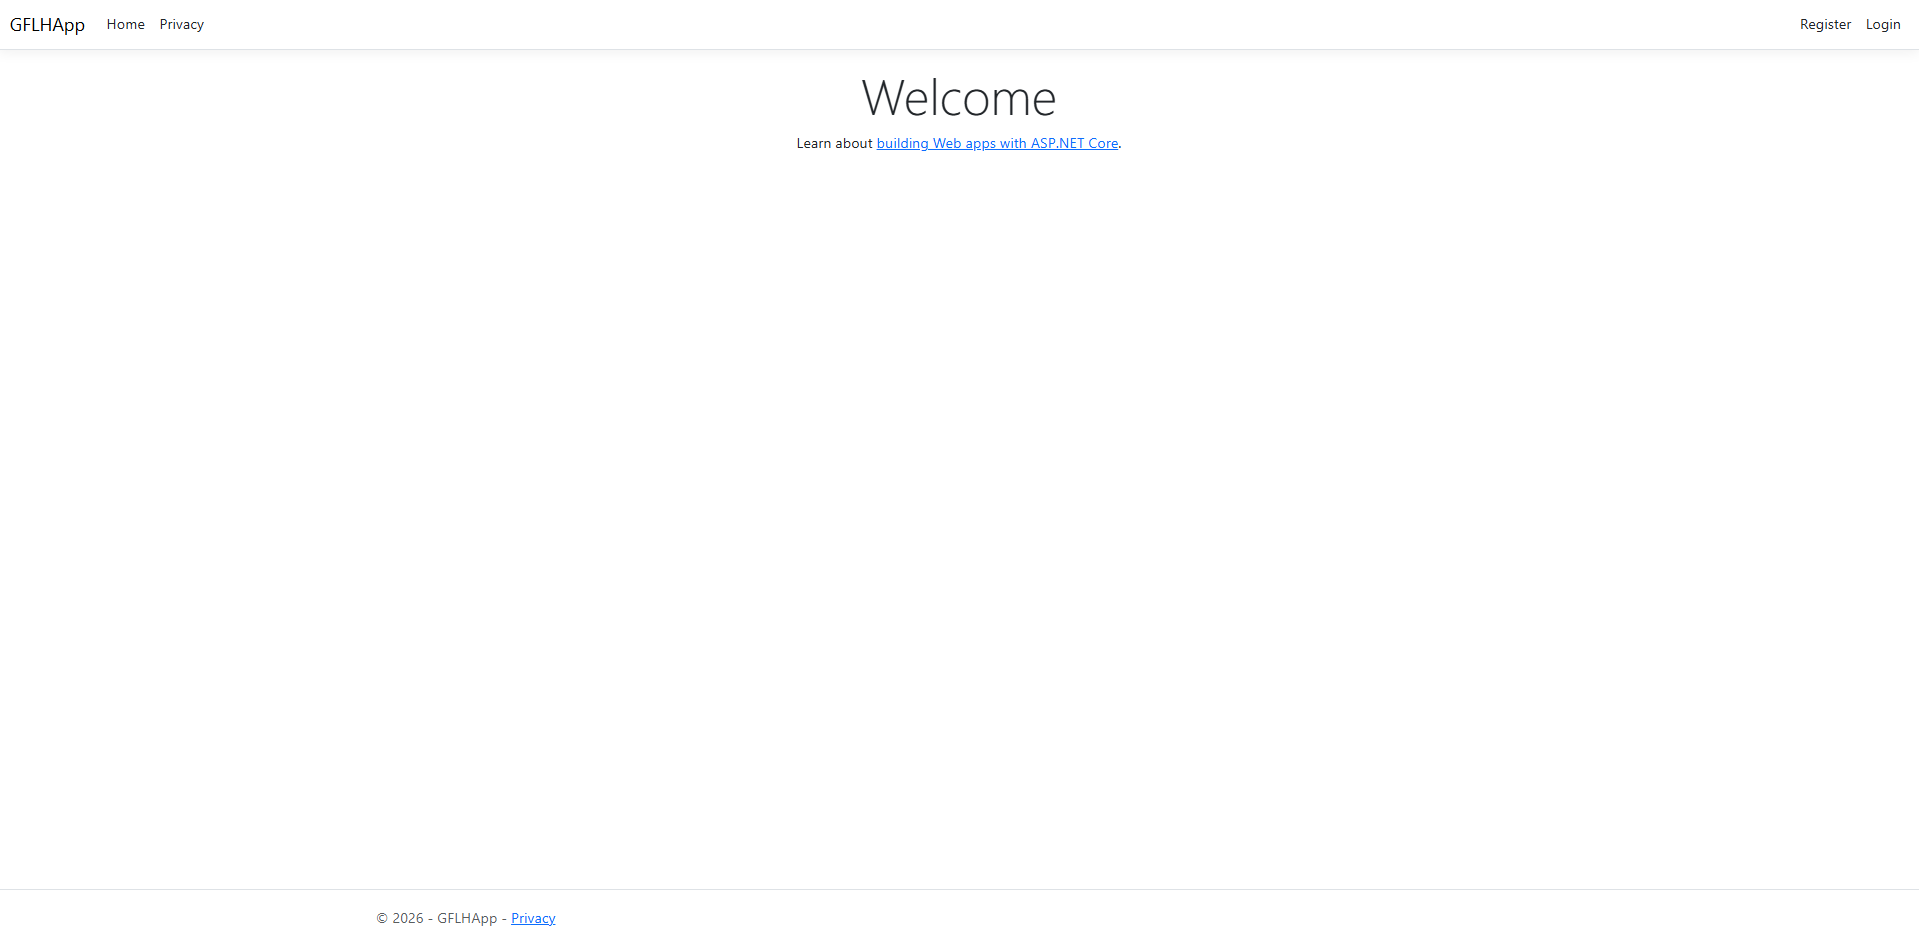 GFLHApp Home Privacy Register Login
Welcome
Learn about building Web apps with ASP.NET Core.
© 2026 - GFLHApp - Privacy